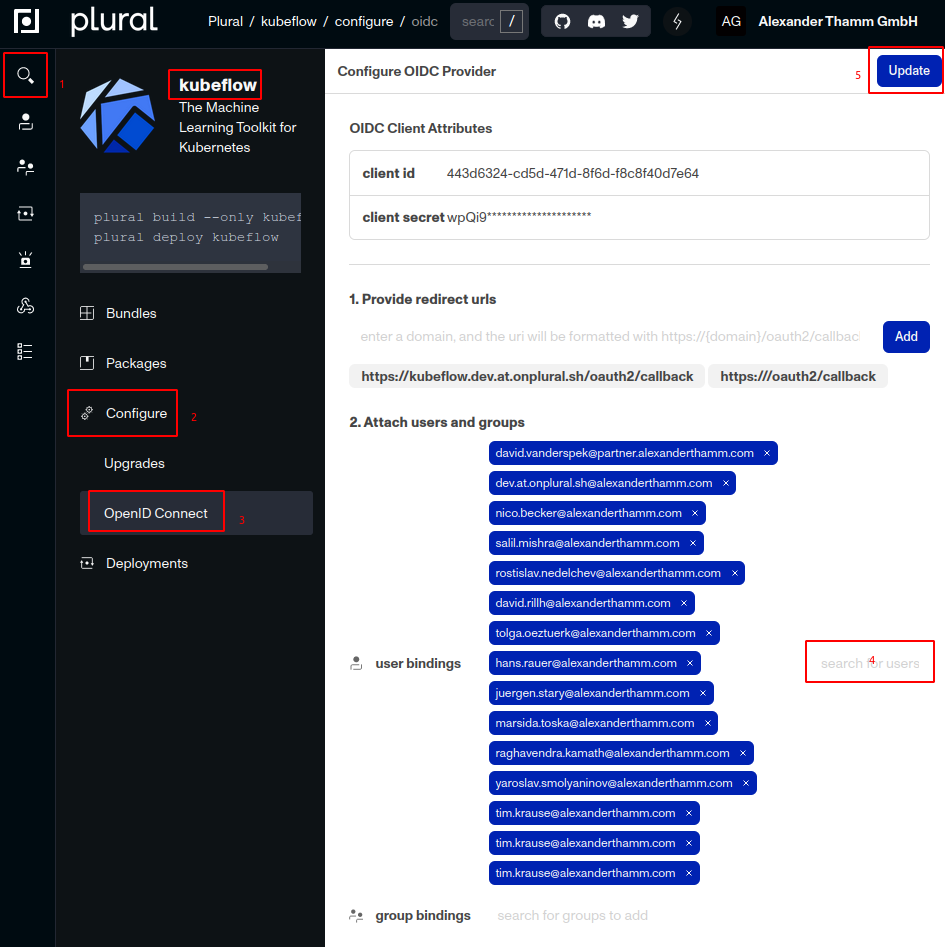 plural
Plural / kubeflow / configure / oidc
searc /
AG Alexander Thamm GmbH
1
kubeflow
The Machine
Learning Toolkit for
Kubernetes
plural build --only kubef
plural deploy kubeflow
Bundles
Packages
Configure
2
Upgrades
OpenID Connect
3
Deployments
Configure OIDC Provider
5
Update
OIDC Client Attributes
client id 443d6324-cd5d-471d-8f6d-f8c8f40d7e64
client secret wpQi9*********************
1. Provide redirect urls
enter a domain, and the uri will be formatted with https://{domain}/oauth2/callbac
Add
https://kubeflow.dev.at.onplural.sh/oauth2/callback https:///oauth2/callback
2. Attach users and groups
user bindings
david.vanderspek@partner.alexanderthamm.com ×
dev.at.onplural.sh@alexanderthamm.com ×
nico.becker@alexanderthamm.com ×
salil.mishra@alexanderthamm.com ×
rostislav.nedelchev@alexanderthamm.com ×
david.rillh@alexanderthamm.com ×
tolga.oeztuerk@alexanderthamm.com ×
hans.rauer@alexanderthamm.com ×
juergen.stary@alexanderthamm.com ×
marsida.toska@alexanderthamm.com ×
raghavendra.kamath@alexanderthamm.com ×
yaroslav.smolyaninov@alexanderthamm.com ×
tim.krause@alexanderthamm.com ×
tim.krause@alexanderthamm.com ×
tim.krause@alexanderthamm.com ×
4
search for users
group bindings search for groups to add